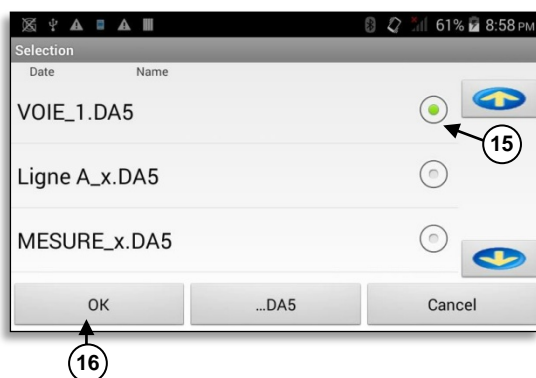 61% 8:58 PM
Selection
Date Name
VOIE_1.DA5
15
Ligne A_x.DA5
MESURE_x.DA5
OK ...DA5 Cancel
16